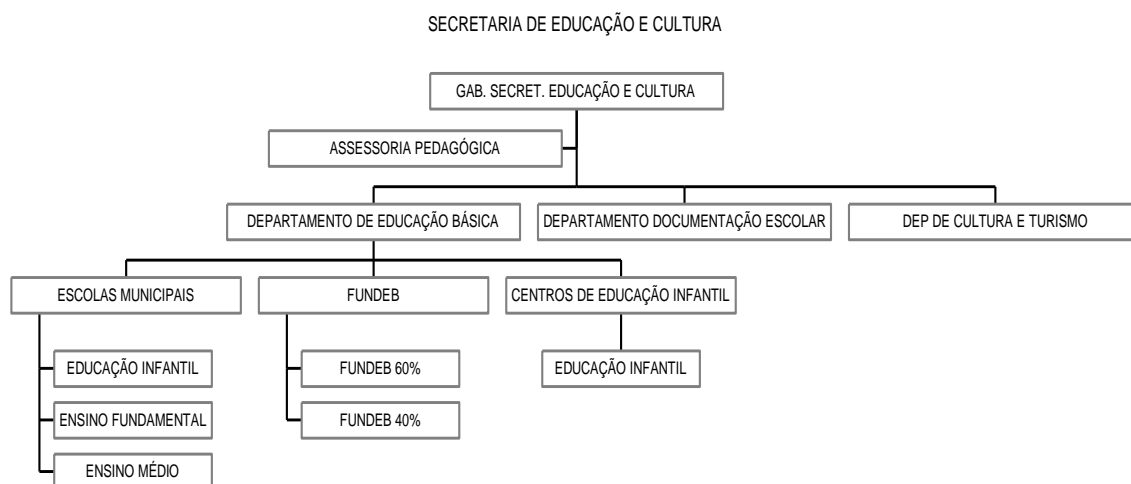 SECRETARIA DE EDUCAÇÃO E CULTURA
GAB. SECRET. EDUCAÇÃO E CULTURA
ASSESSORIA PEDAGÓGICA
DEPARTAMENTO DE EDUCAÇÃO BÁSICA
DEPARTAMENTO DOCUMENTAÇÃO ESCOLAR
DEP DE CULTURA E TURISMO
ESCOLAS MUNICIPAIS
FUNDEB
CENTROS DE EDUCAÇÃO INFANTIL
EDUCAÇÃO INFANTIL
FUNDEB 60%
EDUCAÇÃO INFANTIL
ENSINO FUNDAMENTAL
FUNDEB 40%
ENSINO MÉDIO